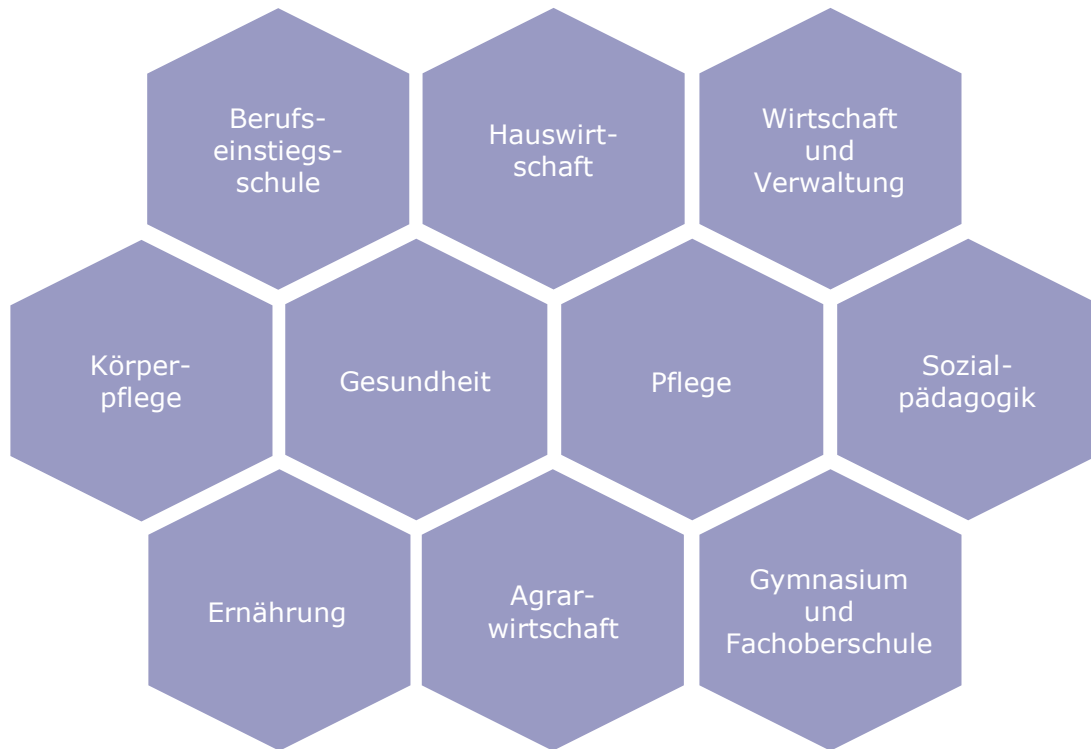 Berufs-
einstiegs-
schule
Hauswirt-
schaft
Wirtschaft
und
Verwaltung
Körper-
pflege
Gesundheit
Pflege
Sozial-
pädagogik
Ernährung
Agrar-
wirtschaft
Gymnasium
und
Fachoberschule